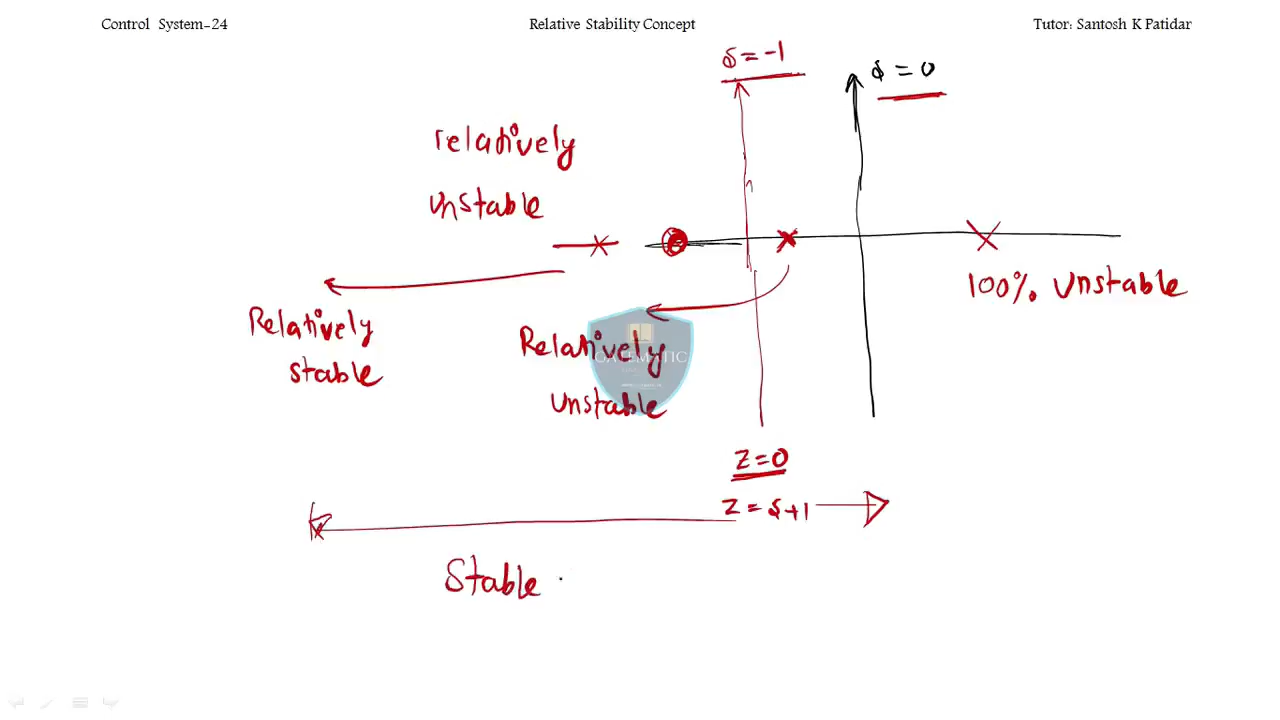 Control System-24
Relative Stability Concept
Tutor: Santosh K Patidar
s = -1
s = 0
relatively
unstable
100% Unstable
Relatively
stable
Relatively
Unstable
GATEMATIC
Z=0
Z = s+1
Stable